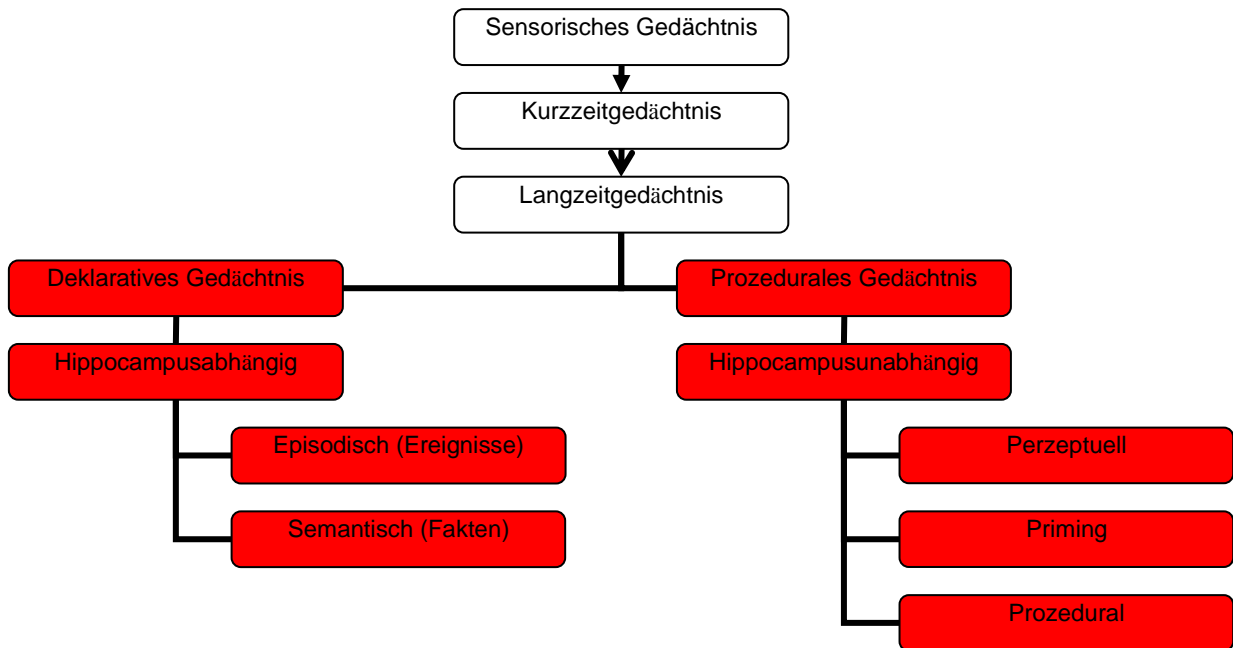 Sensorisches Gedächtnis
Kurzzeitgedächtnis
Langzeitgedächtnis
Deklaratives Gedächtnis
Prozedurales Gedächtnis
Hippocampusabhängig
Hippocampusunabhängig
Episodisch (Ereignisse)
Perzeptuell
Semantisch (Fakten)
Priming
Prozedural